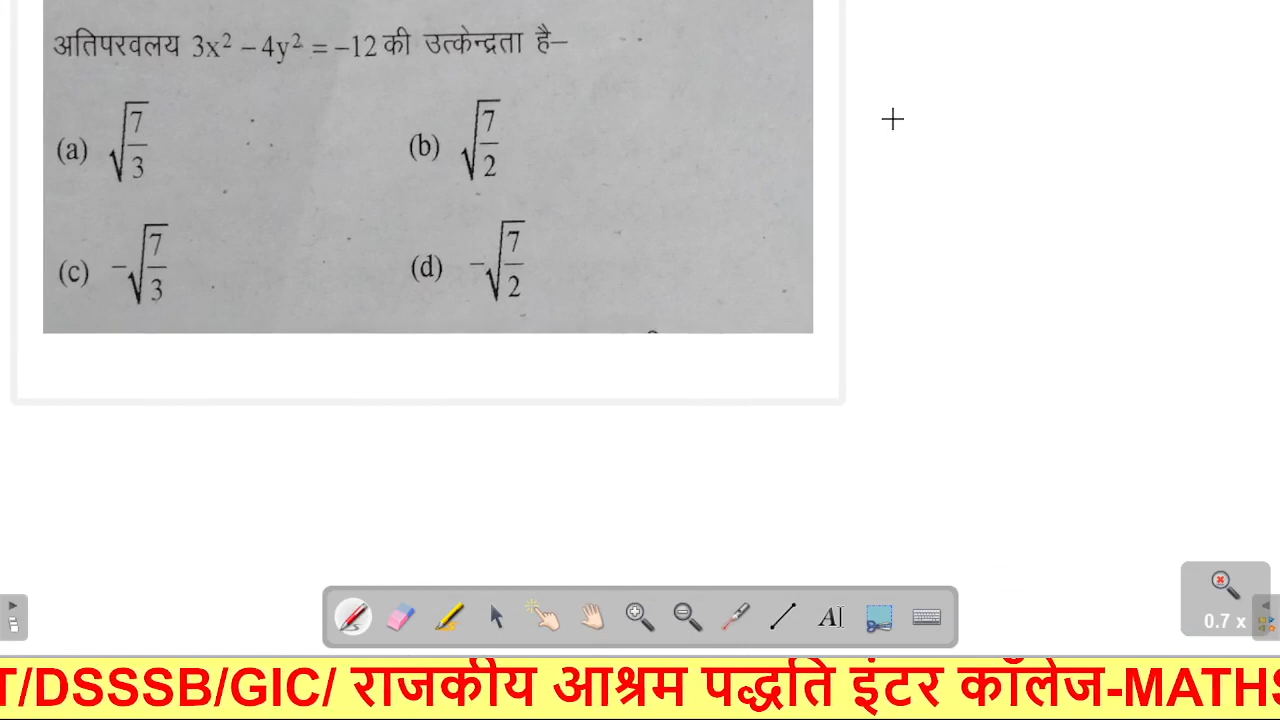 अतिपरवलय 3x² – 4y² = –12 की उत्केन्द्रता है–
(a) √7/3 (b) √7/2
(c) –√7/3 (d) –√7/2
AI
0.7 x
T/DSSSB/GIC/ राजकीय आश्रम पद्धति इंटर कॉलेज-MATHS